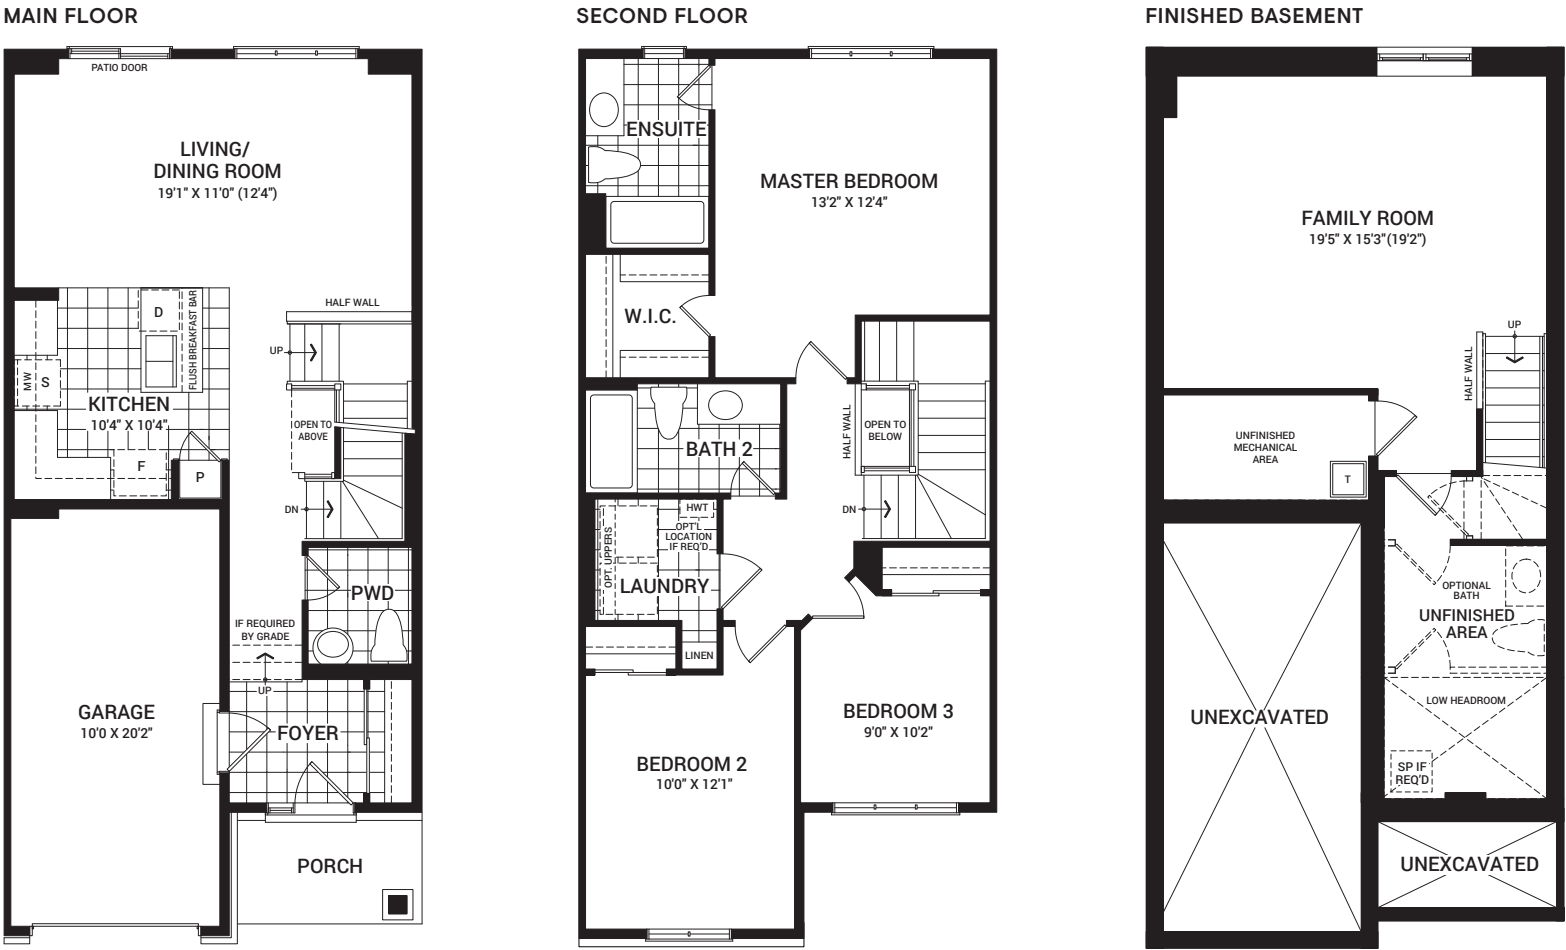 MAIN FLOOR
PATIO DOOR
LIVING/
DINING ROOM
19'1" X 11'0" (12'4")
HALF WALL
D
FLUSH BREAKFAST BAR
UP
MW
S
KITCHEN
10'4" X 10'4"
OPEN TO
ABOVE
F
P
DN
PWD
IF REQUIRED
BY GRADE
UP
GARAGE
10'0 X 20'2"
FOYER
PORCH
SECOND FLOOR
ENSUITE
MASTER BEDROOM
13'2" X 12'4"
W.I.C.
HALF WALL
OPEN TO
BELOW
BATH 2
HWT
OPT'L
LOCATION
IF REQ'D
OPT. UPPERS
DN
LAUNDRY
LINEN
BEDROOM 3
9'0" X 10'2"
BEDROOM 2
10'0" X 12'1"
FINISHED BASEMENT
FAMILY ROOM
19'5" X 15'3"(19'2")
UP
HALF WALL
UNFINISHED
MECHANICAL
AREA
T
OPTIONAL
BATH
UNFINISHED
AREA
LOW HEADROOM
UNEXCAVATED
SP IF
REQ'D
UNEXCAVATED